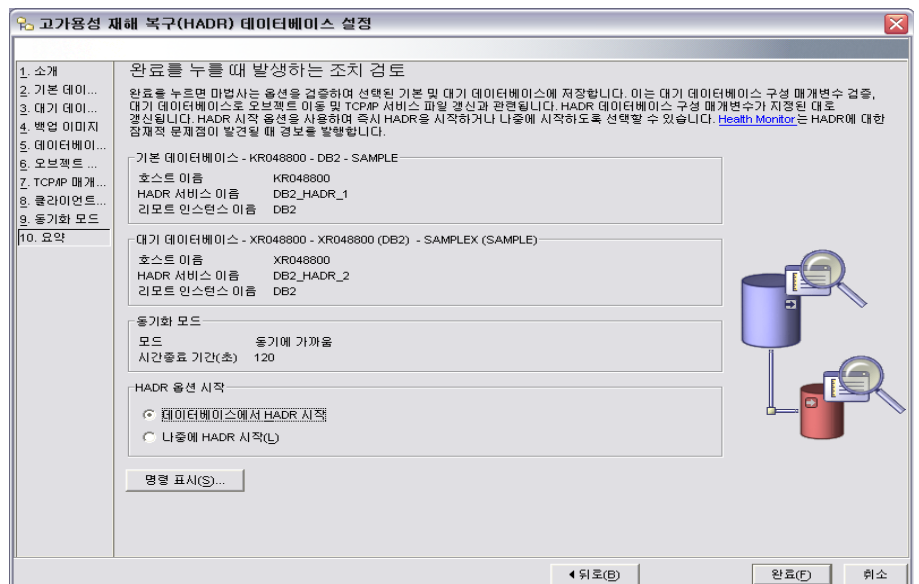 고가용성 재해 복구(HADR) 데이터베이스 설정
1. 소개
2. 기본 데이...
3. 대기 데이...
4. 백업 이미지
5. 데이터베이...
6. 오브젝트 ...
7. TCP/IP 매개...
8. 클라이언트...
9. 동기화 모드
10. 요약
완료를 누를 때 발생하는 조치 검토
완료를 누르면 마법사는 옵션을 검증하여 선택된 기본 및 대기 데이터베이스에 저장합니다. 이는 대기 데이터베이스 구성 매개변수 검증,
대기 데이터베이스로 오브젝트 이동 및 TCP/IP 서비스 파일 갱신과 관련됩니다. HADR 데이터베이스 구성 매개변수가 지정된 대로
갱신됩니다. HADR 시작 옵션을 사용하여 즉시 HADR을 시작하거나 나중에 시작하도록 선택할 수 있습니다. Health Monitor는 HADR에 대한
잠재적 문제점이 발견될 때 경보를 발행합니다.
기본 데이터베이스 - KR048800 - DB2 - SAMPLE
호스트 이름 KR048800
HADR 서비스 이름 DB2_HADR_1
리모트 인스턴스 이름 DB2
대기 데이터베이스 - XR048800 - XR048800 (DB2) - SAMPLEX (SAMPLE)
호스트 이름 XR048800
HADR 서비스 이름 DB2_HADR_2
리모트 인스턴스 이름 DB2
동기화 모드
모드 동기에 가까움
시간종료 기간(초) 120
HADR 옵션 시작
데이터베이스에서 HADR 시작
나중에 HADR 시작(L)
명령 표시(S)...
뒤로(B) 완료(F) 취소